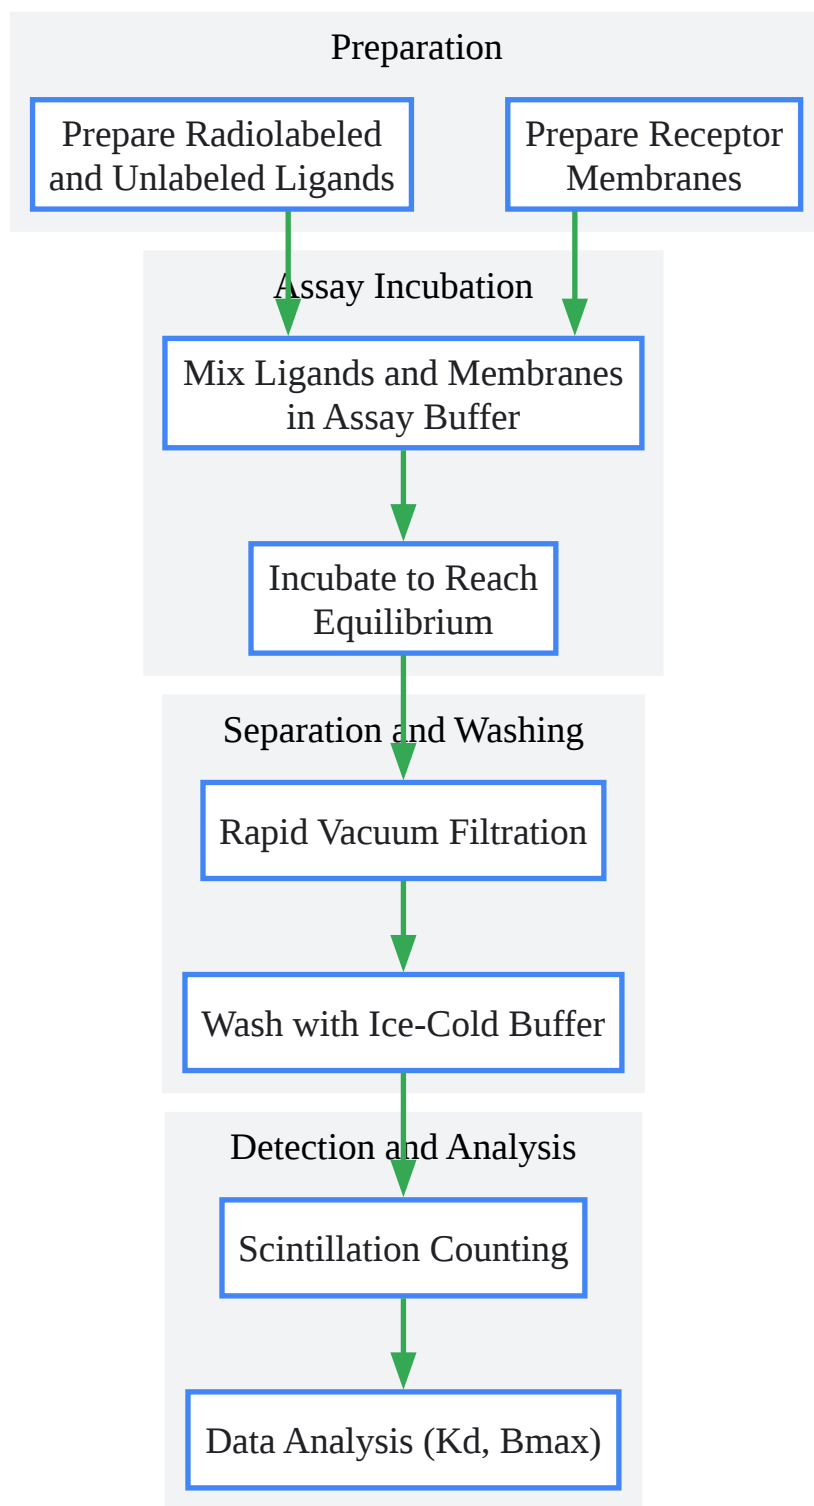 Preparation
Prepare Radiolabeled
and Unlabeled Ligands
Prepare Receptor
Membranes
Assay Incubation
Mix Ligands and Membranes
in Assay Buffer
Incubate to Reach
Equilibrium
Separation and Washing
Rapid Vacuum Filtration
Wash with Ice-Cold Buffer
Detection and Analysis
Scintillation Counting
Data Analysis (Kd, Bmax)